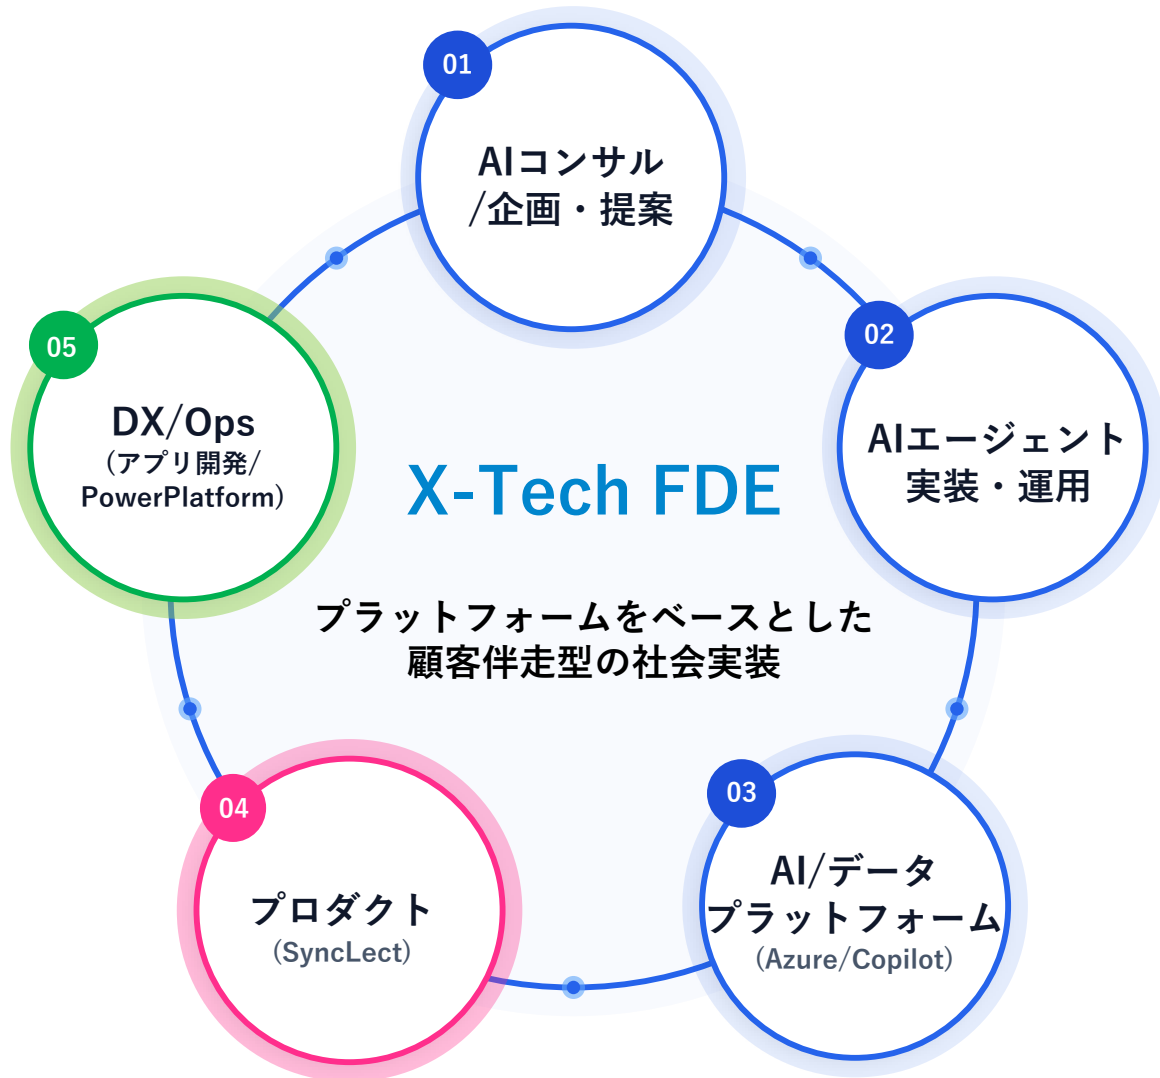 01
AIコンサル
/企画・提案
02
AIエージェント
実装・運用
03
AI/データ
プラットフォーム
(Azure/Copilot)
04
プロダクト
(SyncLect)
05
DX/Ops
(アプリ開発/
PowerPlatform)
X-Tech FDE
プラットフォームをベースとした
顧客伴走型の社会実装